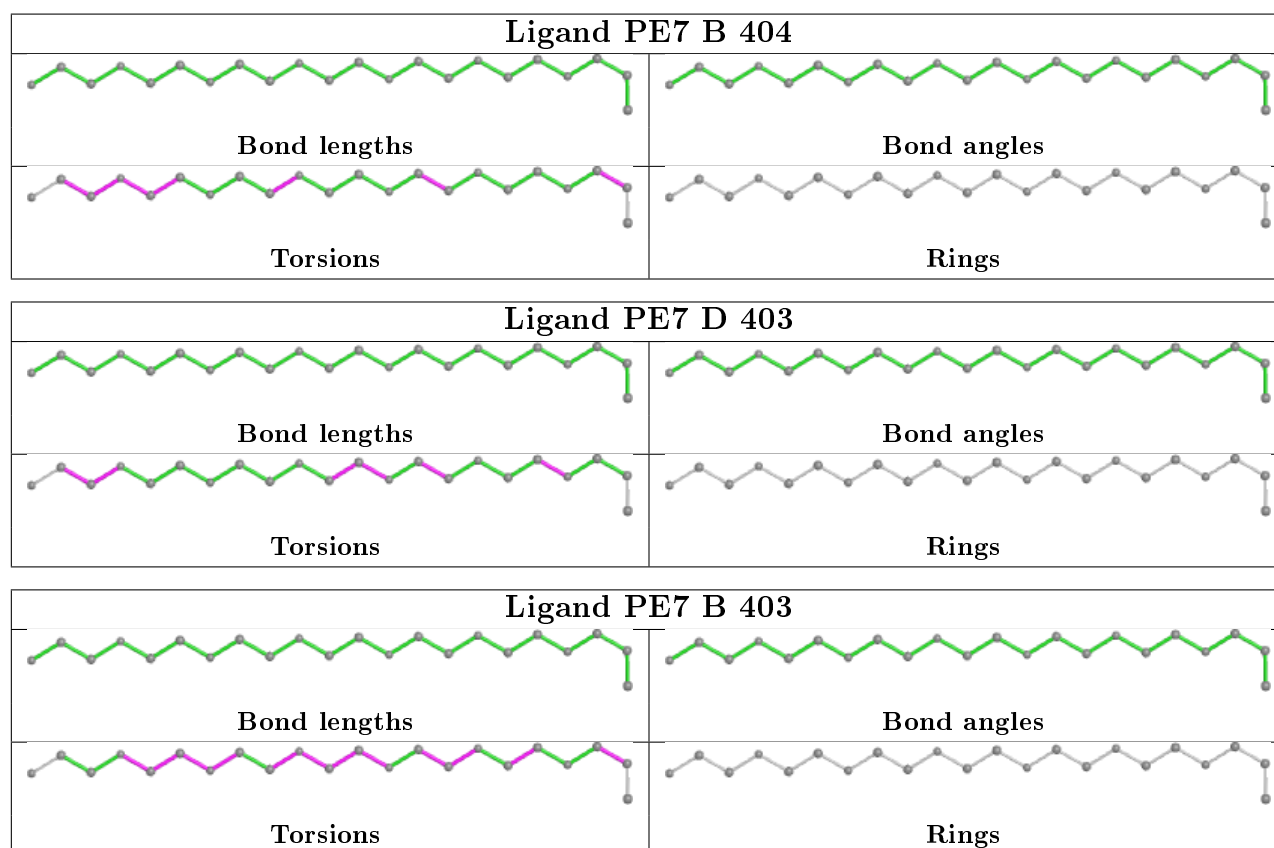 Ligand PE7 B 404
Bond lengths
Bond angles
Torsions
Rings
Ligand PE7 D 403
Bond lengths
Bond angles
Torsions
Rings
Ligand PE7 B 403
Bond lengths
Bond angles
Torsions
Rings